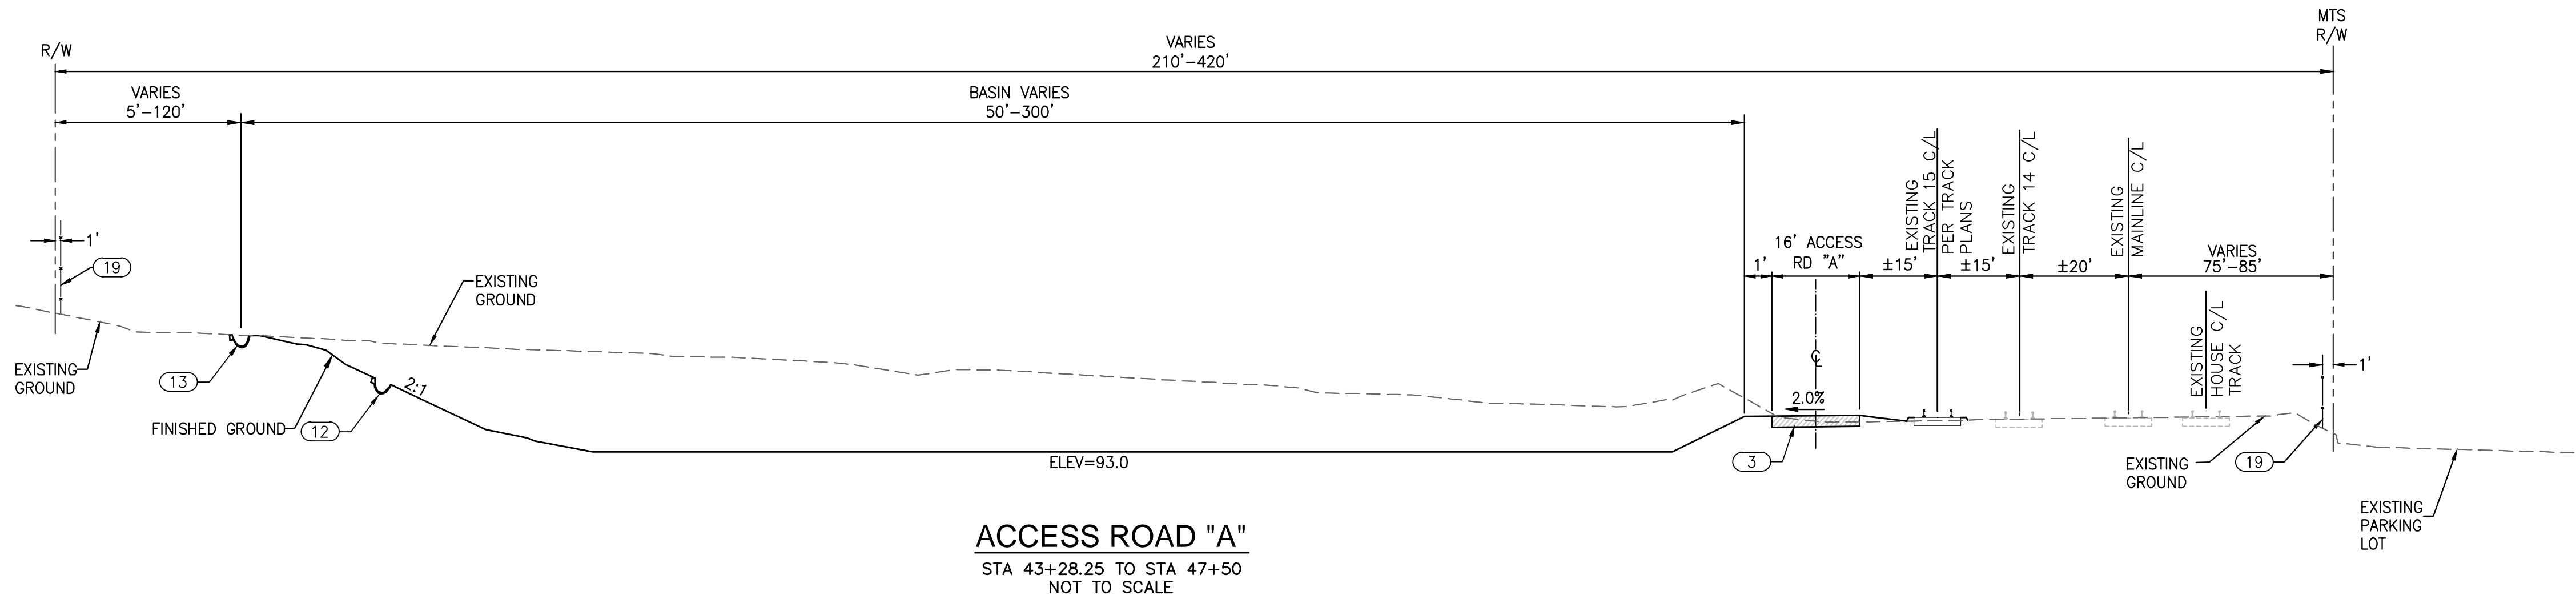 R/W
MTS
R/W
VARIES
210'-420'
VARIES
5'-120'
BASIN VARIES
50'-300'
1'
19
EXISTING
GROUND
EXISTING
GROUND
13
FINISHED GROUND
12
2:1
ELEV=93.0
1'
16' ACCESS
RD "A"
±15'
±15'
±20'
VARIES
75'-85'
EXISTING
TRACK 15 C/L
PER TRACK
PLANS
EXISTING
TRACK 14 C/L
EXISTING
MAINLINE C/L
EXISTING
HOUSE C/L
TRACK
1'
℄
2.0%
3
EXISTING
GROUND
19
EXISTING
PARKING
LOT
ACCESS ROAD "A"
STA 43+28.25 TO STA 47+50
NOT TO SCALE